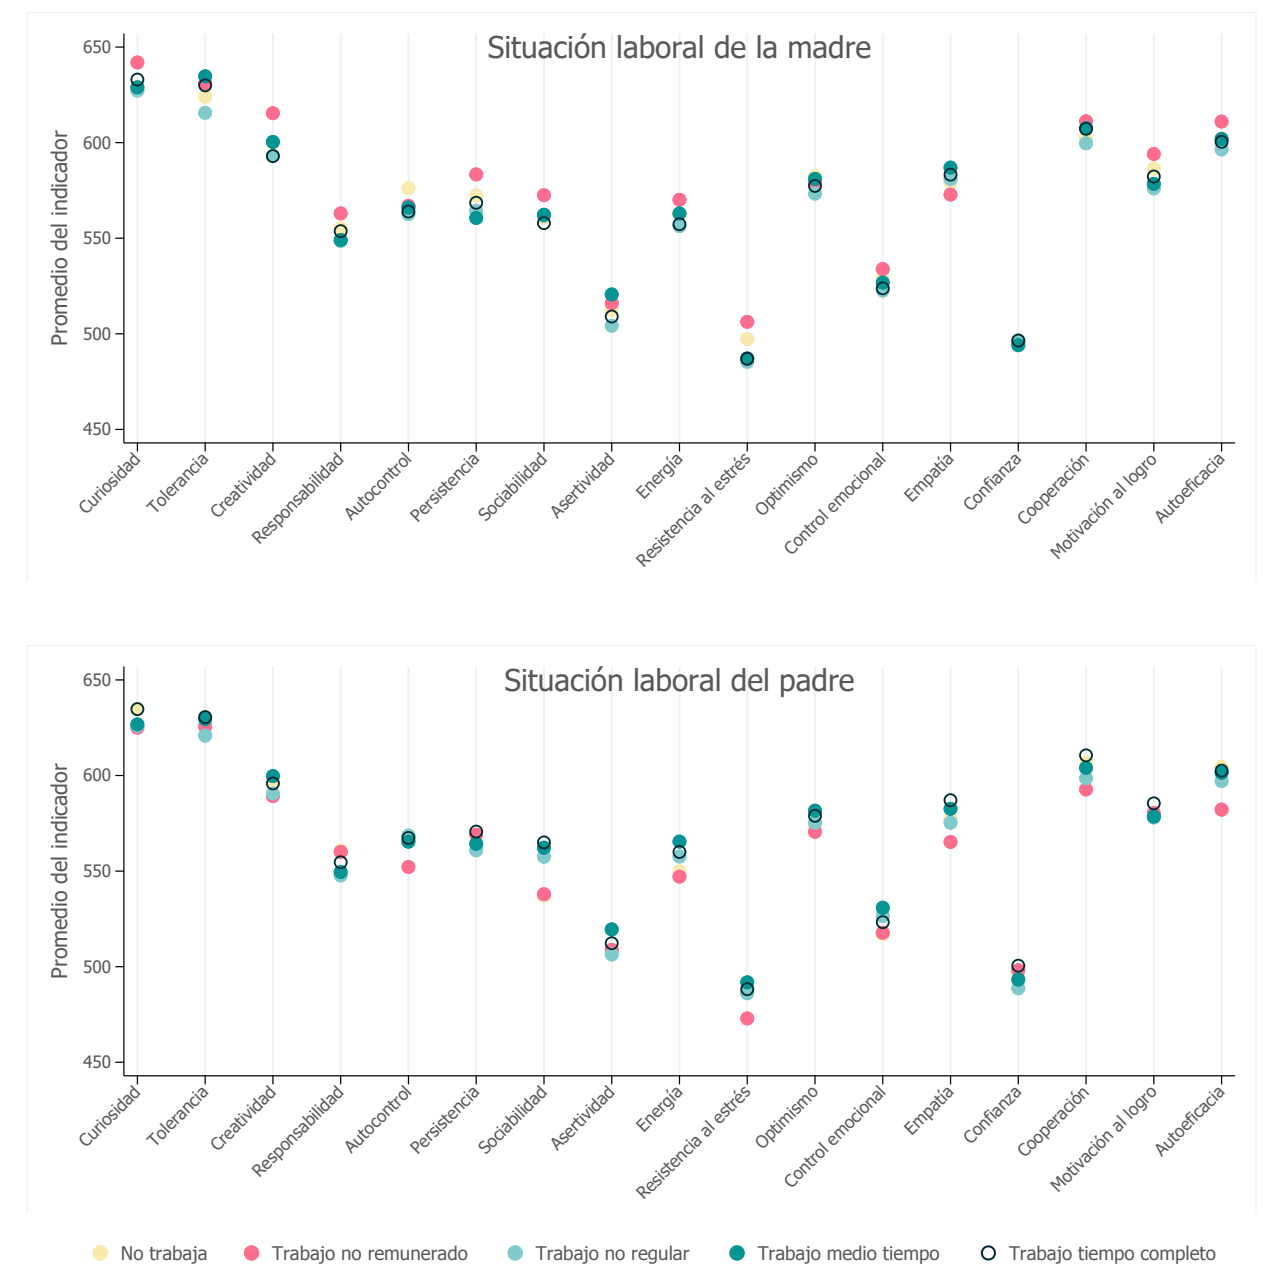 Situación laboral de la madre
Promedio del indicador
650
600
550
500
450
Curiosidad
Tolerancia
Creatividad
Responsabilidad
Autocontrol
Persistencia
Sociabilidad
Asertividad
Energía
Resistencia al estrés
Optimismo
Control emocional
Empatía
Confianza
Cooperación
Motivación al logro
Autoeficacia
Situación laboral del padre
Promedio del indicador
650
600
550
500
450
Curiosidad
Tolerancia
Creatividad
Responsabilidad
Autocontrol
Persistencia
Sociabilidad
Asertividad
Energía
Resistencia al estrés
Optimismo
Control emocional
Empatía
Confianza
Cooperación
Motivación al logro
Autoeficacia
No trabaja Trabajo no remunerado Trabajo no regular Trabajo medio tiempo Trabajo tiempo completo